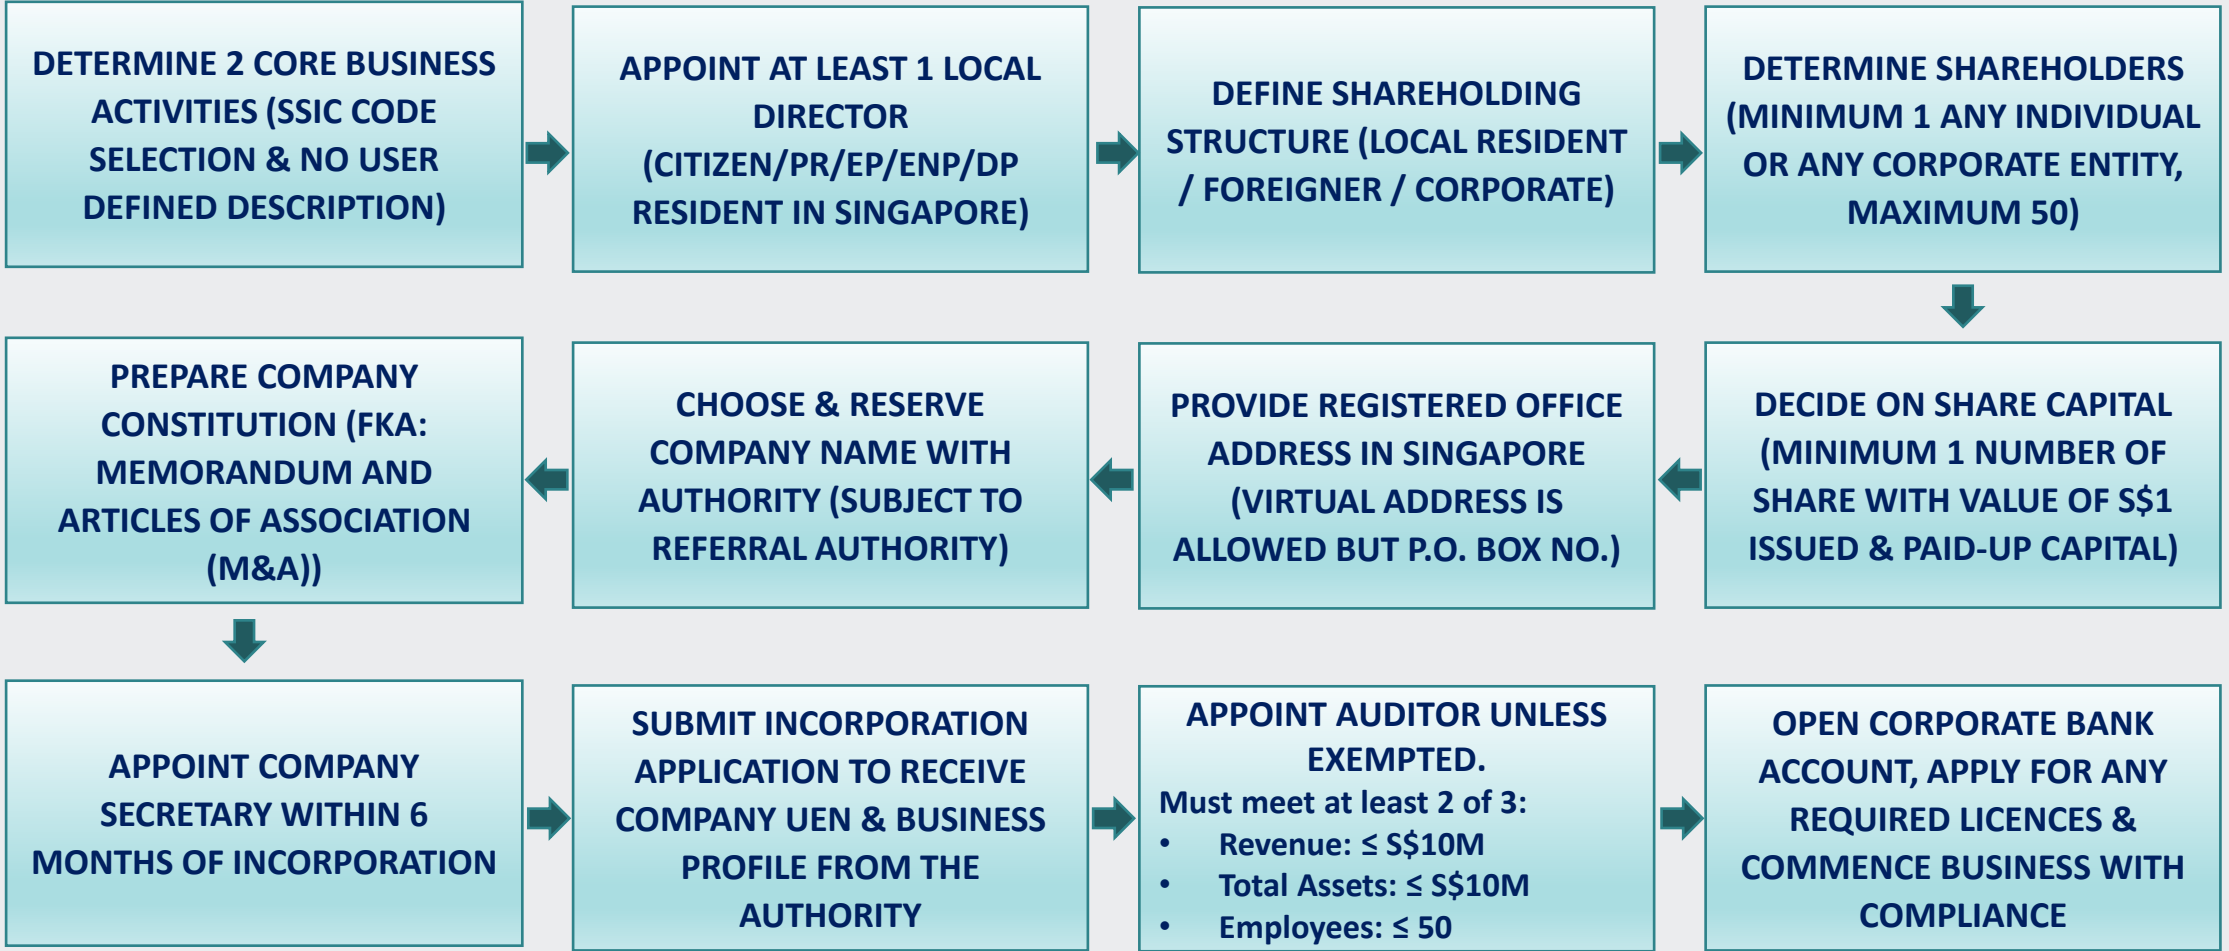 DETERMINE 2 CORE BUSINESS
ACTIVITIES (SSIC CODE
SELECTION & NO USER
DEFINED DESCRIPTION)
APPOINT AT LEAST 1 LOCAL
DIRECTOR
(CITIZEN/PR/EP/ENP/DP
RESIDENT IN SINGAPORE)
DEFINE SHAREHOLDING
STRUCTURE (LOCAL RESIDENT
/ FOREIGNER / CORPORATE)
DETERMINE SHAREHOLDERS
(MINIMUM 1 ANY INDIVIDUAL
OR ANY CORPORATE ENTITY,
MAXIMUM 50)
DECIDE ON SHARE CAPITAL
(MINIMUM 1 NUMBER OF
SHARE WITH VALUE OF S$1
ISSUED & PAID-UP CAPITAL)
PROVIDE REGISTERED OFFICE
ADDRESS IN SINGAPORE
(VIRTUAL ADDRESS IS
ALLOWED BUT P.O. BOX NO.)
CHOOSE & RESERVE
COMPANY NAME WITH
AUTHORITY (SUBJECT TO
REFERRAL AUTHORITY)
PREPARE COMPANY
CONSTITUTION (FKA:
MEMORANDUM AND
ARTICLES OF ASSOCIATION
(M&A))
APPOINT COMPANY
SECRETARY WITHIN 6
MONTHS OF INCORPORATION
SUBMIT INCORPORATION
APPLICATION TO RECEIVE
COMPANY UEN & BUSINESS
PROFILE FROM THE
AUTHORITY
APPOINT AUDITOR UNLESS
EXEMPTED.
Must meet at least 2 of 3:
• Revenue: ≤ S$10M
• Total Assets: ≤ S$10M
• Employees: ≤ 50
OPEN CORPORATE BANK
ACCOUNT, APPLY FOR ANY
REQUIRED LICENCES &
COMMENCE BUSINESS WITH
COMPLIANCE